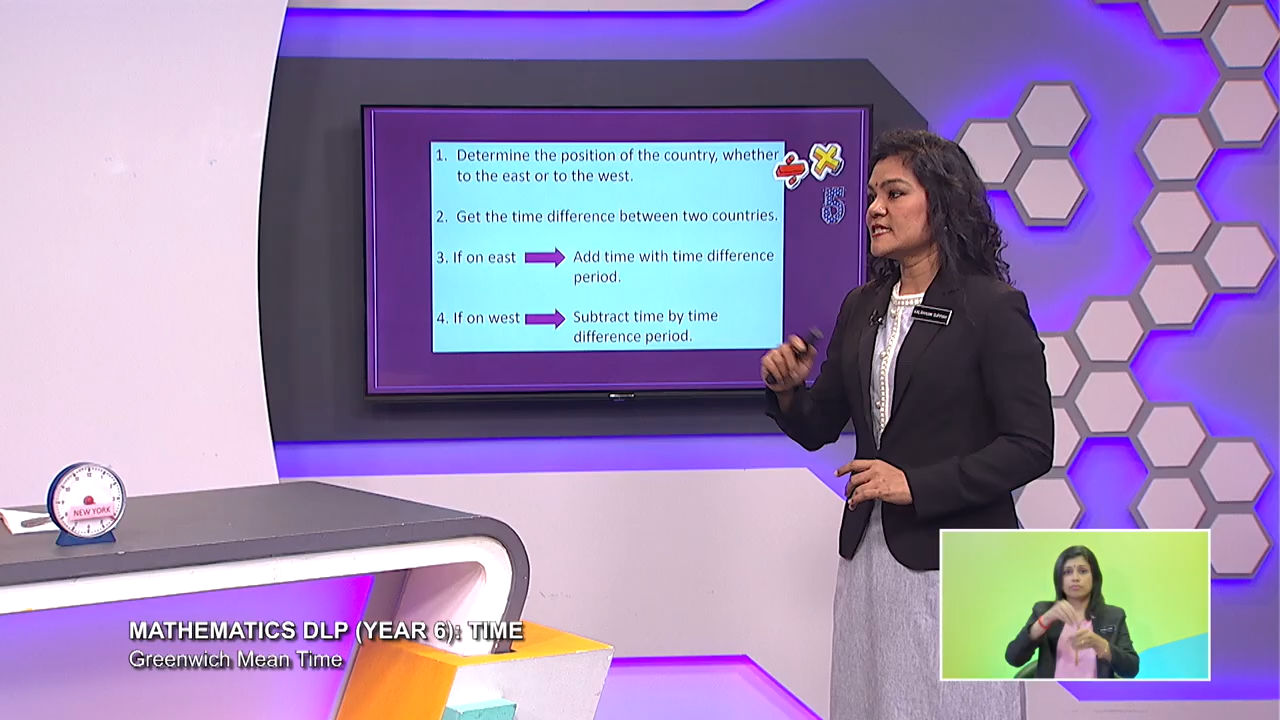 1. Determine the position of the country, whether
to the east or to the west.
2. Get the time difference between two countries.
3. If on east Add time with time difference
period.
4. If on west Subtract time by time
difference period.
5
NEW YORK
MATHEMATICS DLP (YEAR 6): TIME
Greenwich Mean Time